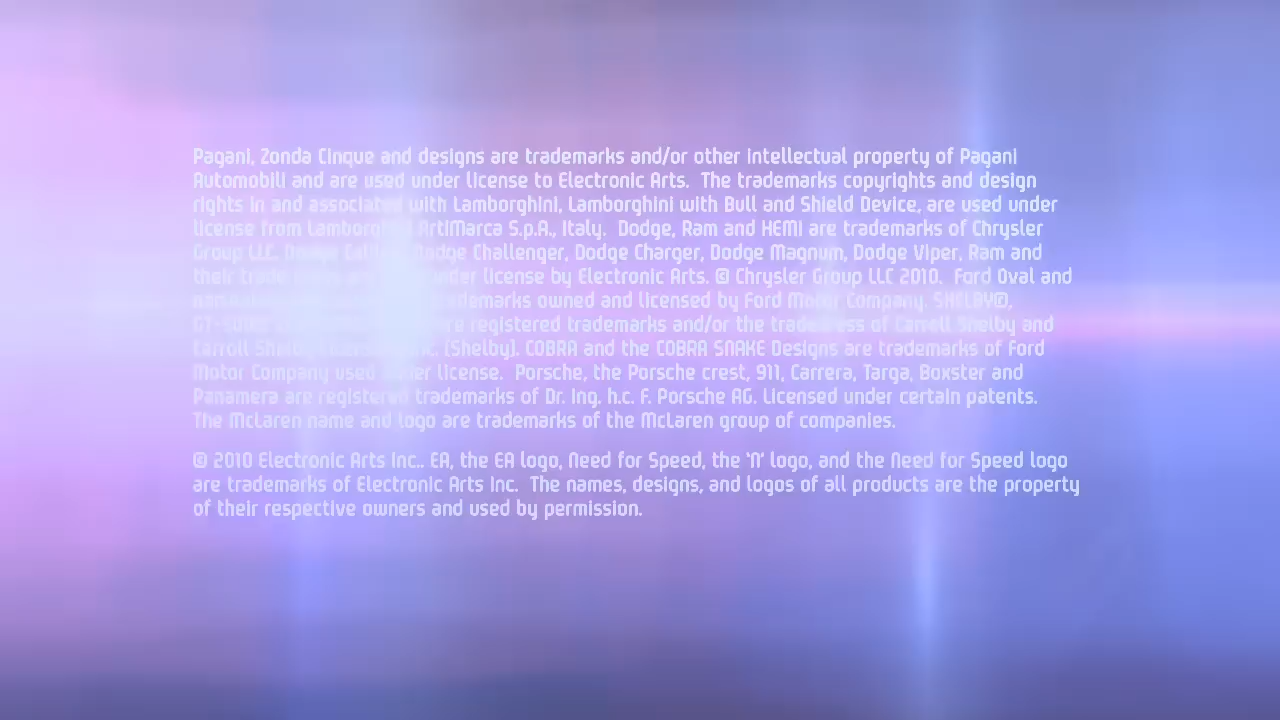 Pagani, Zonda Cinque and designs are trademarks and/or other intellectual property of Pagani
Automobili and are used under license to Electronic Arts.  The trademarks copyrights and design
rights in and associated with Lamborghini, Lamborghini with Bull and Shield Device, are used under
license from Lamborghini ArtiMarca S.p.A., Italy.  Dodge, Ram and HEMI are trademarks of Chrysler
Group LLC. Dodge Challenger, Dodge Charger, Dodge Magnum, Dodge Viper, Ram and
their trade under license by Electronic Arts. © Chrysler Group LLC 2010.  Ford Oval and
trademarks owned and licensed by Ford Motor Company. SHELBY©,
are registered trademarks and/or the trade dress of Carroll Shelby and
Carroll Inc. (Shelby). COBRA and the COBRA SNAKE Designs are trademarks of Ford
Motor Company used under license.  Porsche, the Porsche crest, 911, Carrera, Targa, Boxster and
Panamera are registered trademarks of Dr. Ing. h.c. F. Porsche AG. Licensed under certain patents.
The McLaren name and logo are trademarks of the McLaren group of companies.
© 2010 Electronic Arts Inc.. EA, the EA logo, Need for Speed, the 'N' logo, and the Need for Speed logo
are trademarks of Electronic Arts Inc.  The names, designs, and logos of all products are the property
of their respective owners and used by permission.